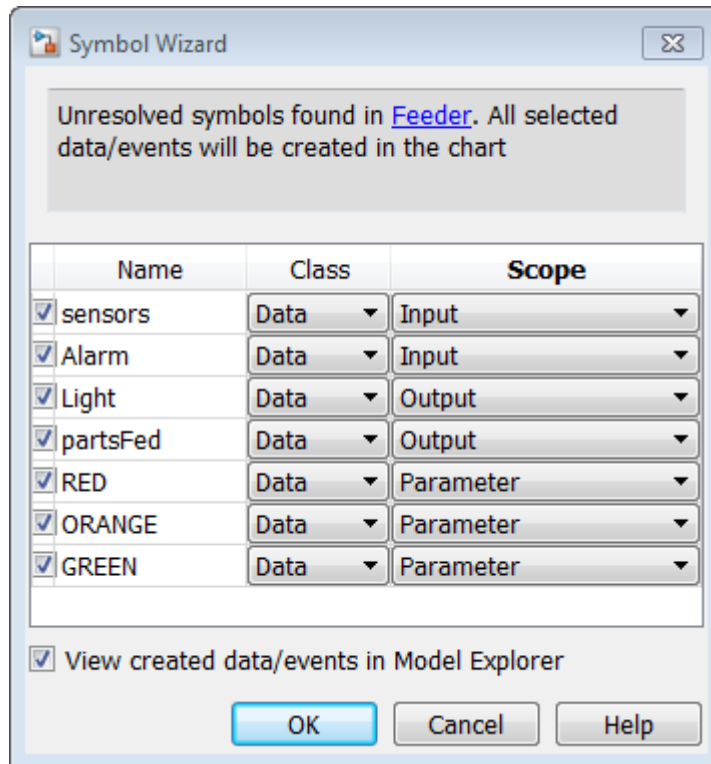 Symbol Wizard
Unresolved symbols found in Feeder. All selected
data/events will be created in the chart
Name Class Scope
sensors Data Input
Alarm Data Input
Light Data Output
partsFed Data Output
RED Data Parameter
ORANGE Data Parameter
GREEN Data Parameter
View created data/events in Model Explorer
OK Cancel Help